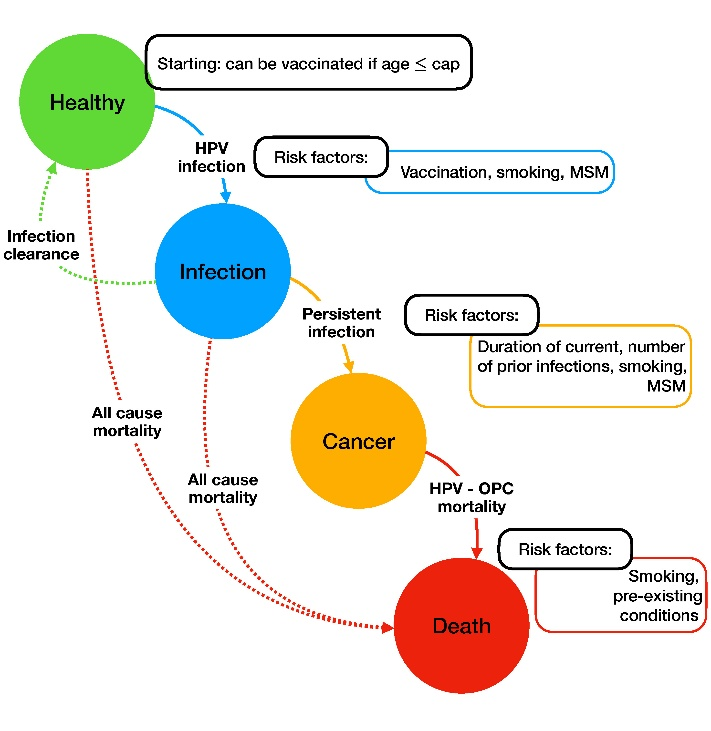 Starting: can be vaccinated if age ≤ cap
Healthy
HPV
infection
Risk factors:
Vaccination, smoking, MSM
Infection
clearance
Infection
Persistent
infection
Risk factors:
Duration of current, number
of prior infections, smoking,
MSM
All cause
mortality
Cancer
All cause
mortality
HPV - OPC
mortality
Risk factors:
Smoking,
pre-existing
conditions
Death